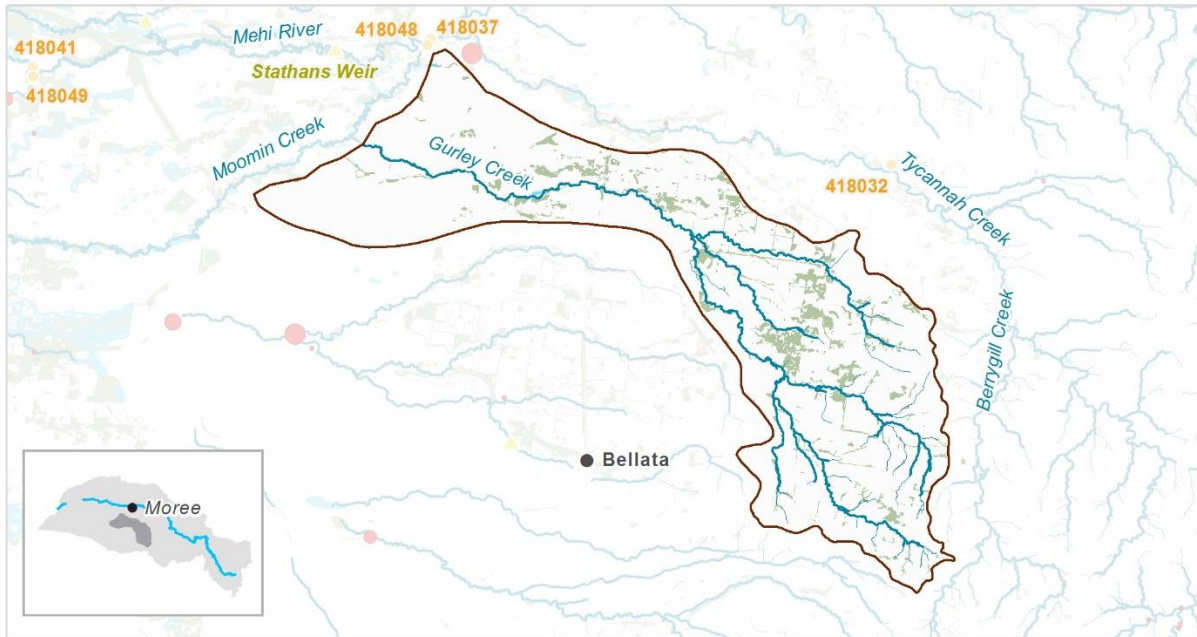 Mehi River
418048
418037
418041
Stathans Weir
418049
Moomin Creek
Gurley Creek
Tycannah Creek
418032
Berrygill Creek
Bellata
Moree